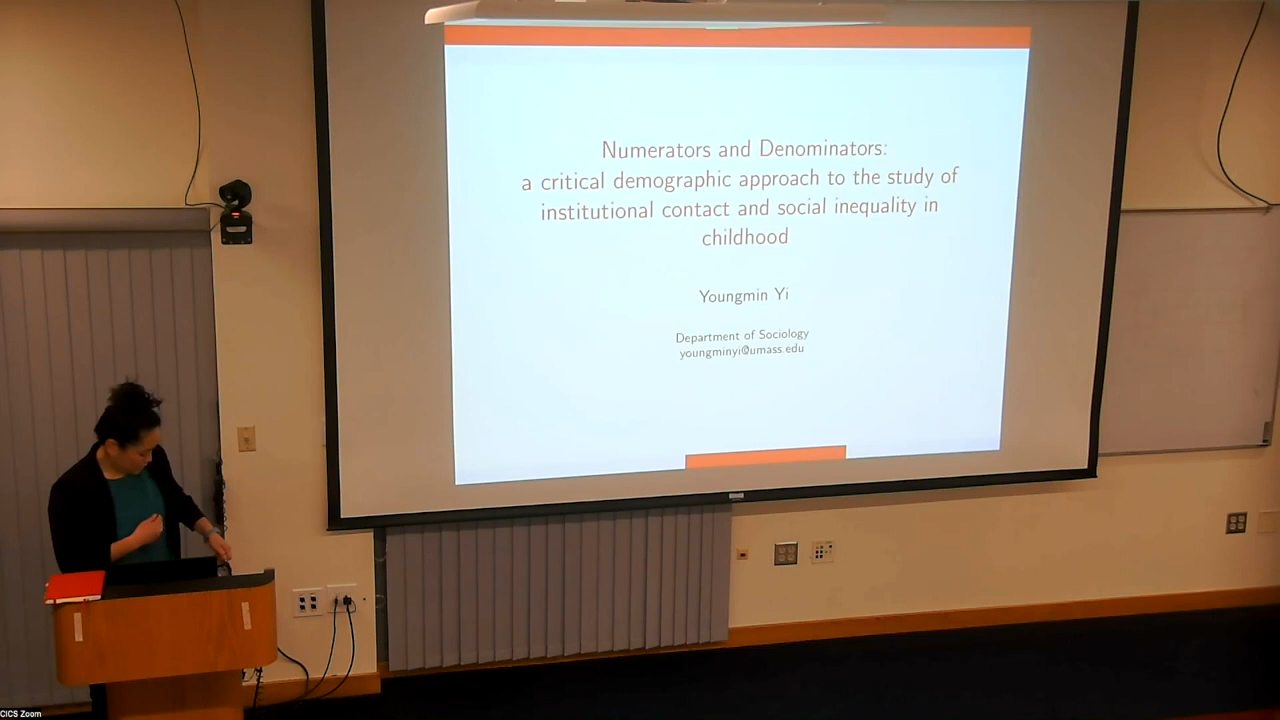 Numerators and Denominators:
a critical demographic approach to the study of
institutional contact and social inequality in
childhood
Youngmin Yi
Department of Sociology
youngminyi@umass.edu
CICS Zoom